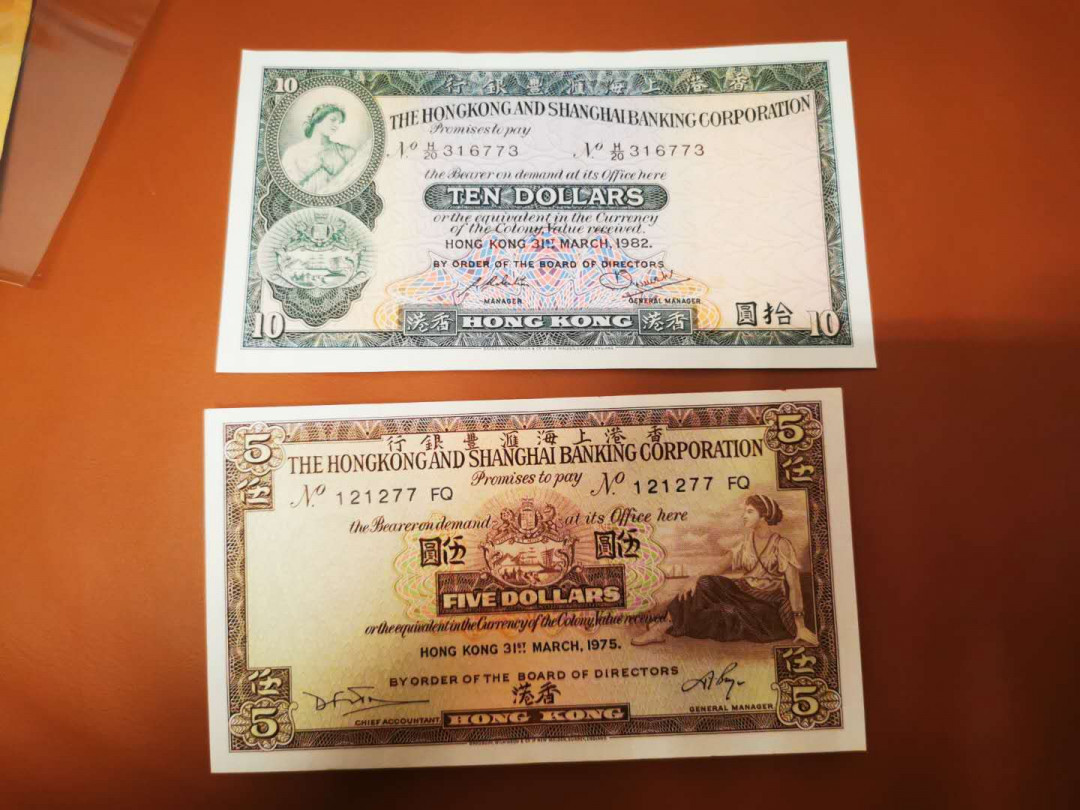 10
香港上海滙豐銀行
THE HONGKONG AND SHANGHAI BANKING CORPORATION
Promises to pay
No H/20 316773 No H/20 316773
the Bearer on demand at its Office here
TEN DOLLARS
or the equivalent in the Currency
of the Colony, Value received.
HONG KONG 31ST MARCH, 1982.
BY ORDER OF THE BOARD OF DIRECTORS
MANAGER GENERAL MANAGER
10 香港 HONG KONG 香港 拾圓 10
5 香港上海滙豐銀行 5
THE HONGKONG AND SHANGHAI BANKING CORPORATION
伍 Promises to pay 伍
No 121277 FQ No 121277 FQ
the Bearer on demand at its Office here
伍圓 伍圓
FIVE DOLLARS
or the equivalent in the Currency of the Colony, Value received.
HONG KONG 31ST MARCH, 1975.
BY ORDER OF THE BOARD OF DIRECTORS
伍 香港 伍
CHIEF ACCOUNTANT GENERAL MANAGER
5 HONG KONG 5